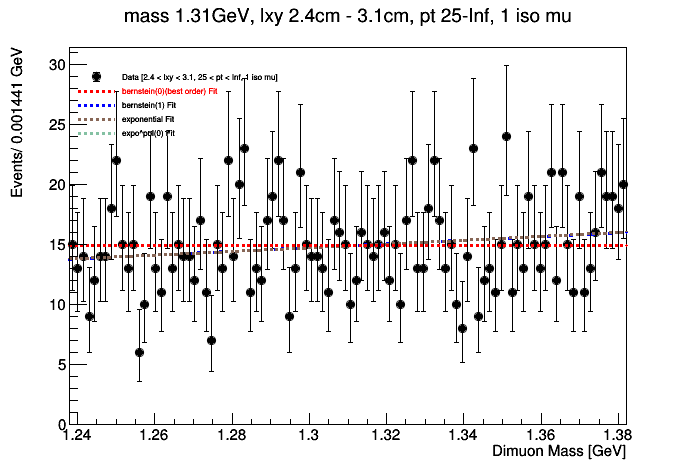 mass 1.31GeV, lxy 2.4cm - 3.1cm, pt 25-Inf, 1 iso mu
Events/ 0.001441 GeV
30
25
20
15
10
5
0
Data [2.4 < lxy < 3.1, 25 < pt < Inf, 1 iso mu]
bernstein(0)(best order) Fit
bernstein(1) Fit
exponential Fit
expo*pol(0) Fit
1.24 1.26 1.28 1.3 1.32 1.34 1.36 1.38
Dimuon Mass [GeV]